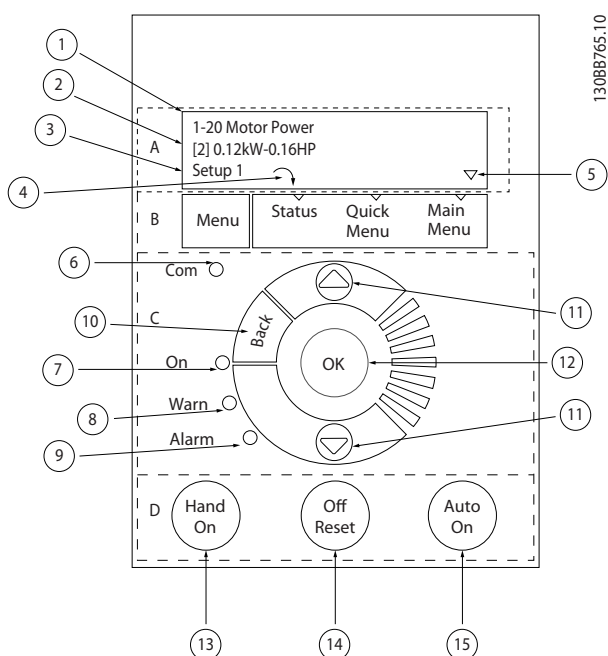 130BB765.10
1
2
3
4
A
1-20 Motor Power
[2] 0.12kW-0.16HP
Setup 1
5
B
Menu
Status
Quick
Menu
Main
Menu
6
Com
C
10
Back
11
7
On
OK
12
8
Warn
11
9
Alarm
D
Hand
On
Off
Reset
Auto
On
13
14
15